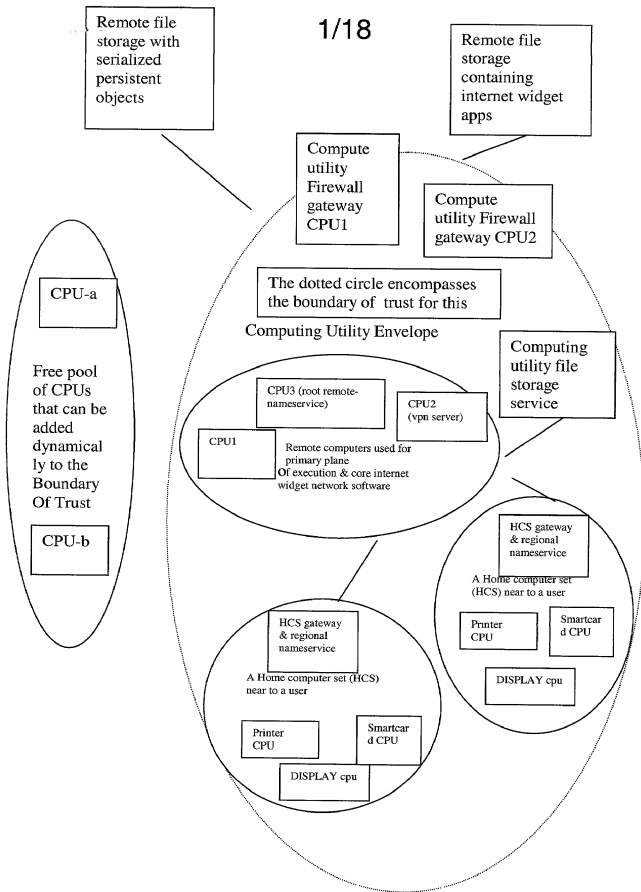 1/18
Remote file
storage with
serialized
persistent
objects
Remote file
storage
containing
internet widget
apps
Compute
utility
Firewall
gateway
CPU1
Compute
utility Firewall
gateway CPU2
The dotted circle encompasses
the boundary of trust for this
Computing Utility Envelope
CPU-a
Free pool
of CPUs
that can be
added
dynamical
ly to the
Boundary
Of Trust
CPU-b
Computing
utility file
storage
service
CPU3 (root remote-
nameservice)
CPU2
(vpn server)
CPU1
Remote computers used for
primary plane
Of execution & core internet
widget network software
HCS gateway
& regional
nameservice
A Home computer set
(HCS) near to a user
Printer
CPU
Smartcar
d CPU
DISPLAY cpu
HCS gateway
& regional
nameservice
A Home computer set (HCS)
near to a user
Printer
CPU
Smartcar
d CPU
DISPLAY cpu